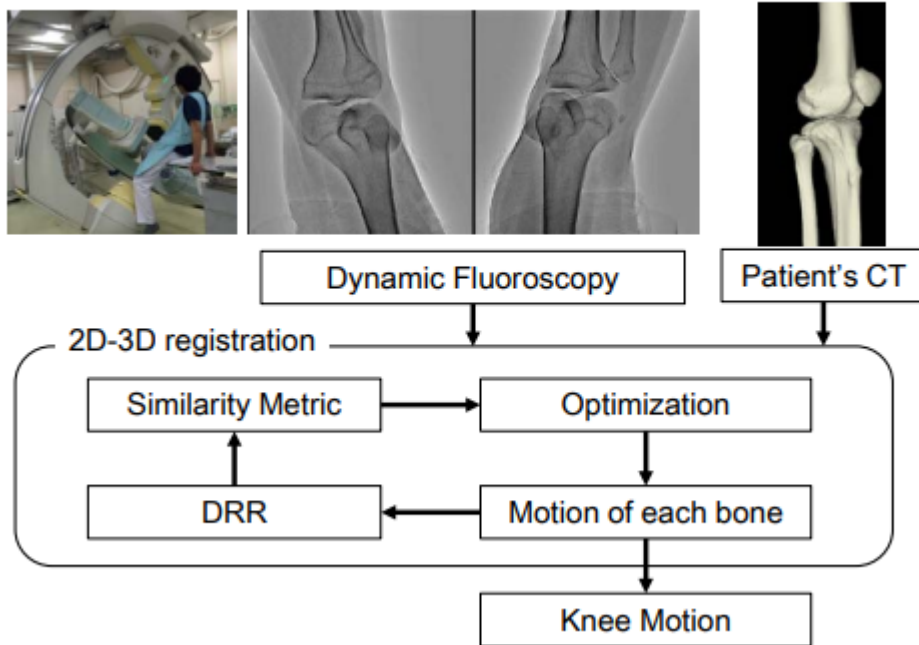 Dynamic Fluoroscopy
Patient's CT
2D-3D registration
Similarity Metric
Optimization
DRR
Motion of each bone
Knee Motion